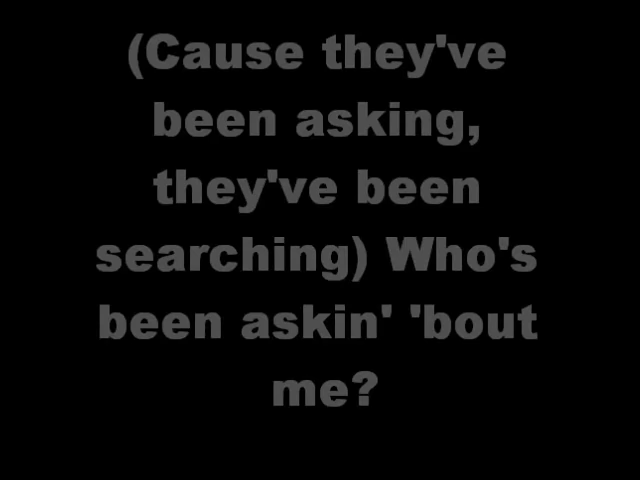 (Cause they've
been asking,
they've been
searching) Who's
been askin' 'bout
me?